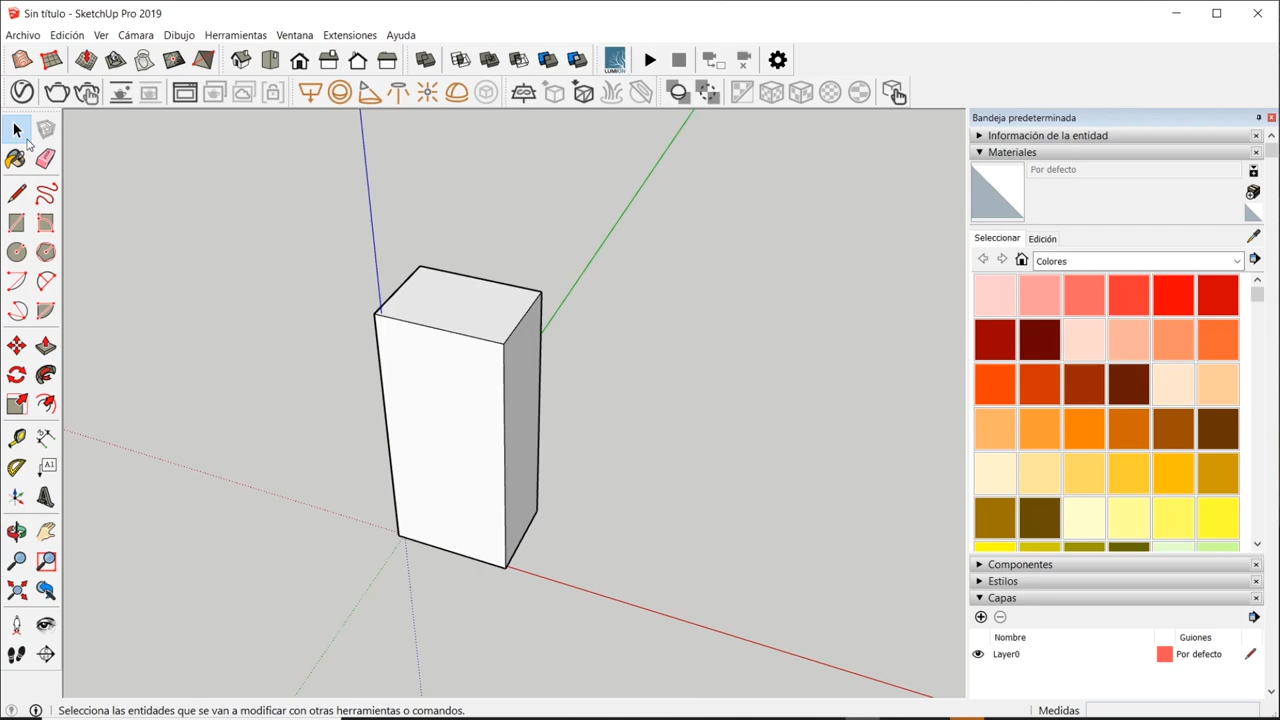 Sin título - SketchUp Pro 2019
Archivo Edición Ver Cámara Dibujo Herramientas Ventana Extensiones Ayuda
LUMION
Bandeja predeterminada
Información de la entidad
Materiales
Por defecto
Seleccionar Edición
Colores
A1
Componentes
Estilos
Capas
Nombre Guiones
Layer0 Por defecto
Selecciona las entidades que se van a modificar con otras herramientas o comandos.
Medidas